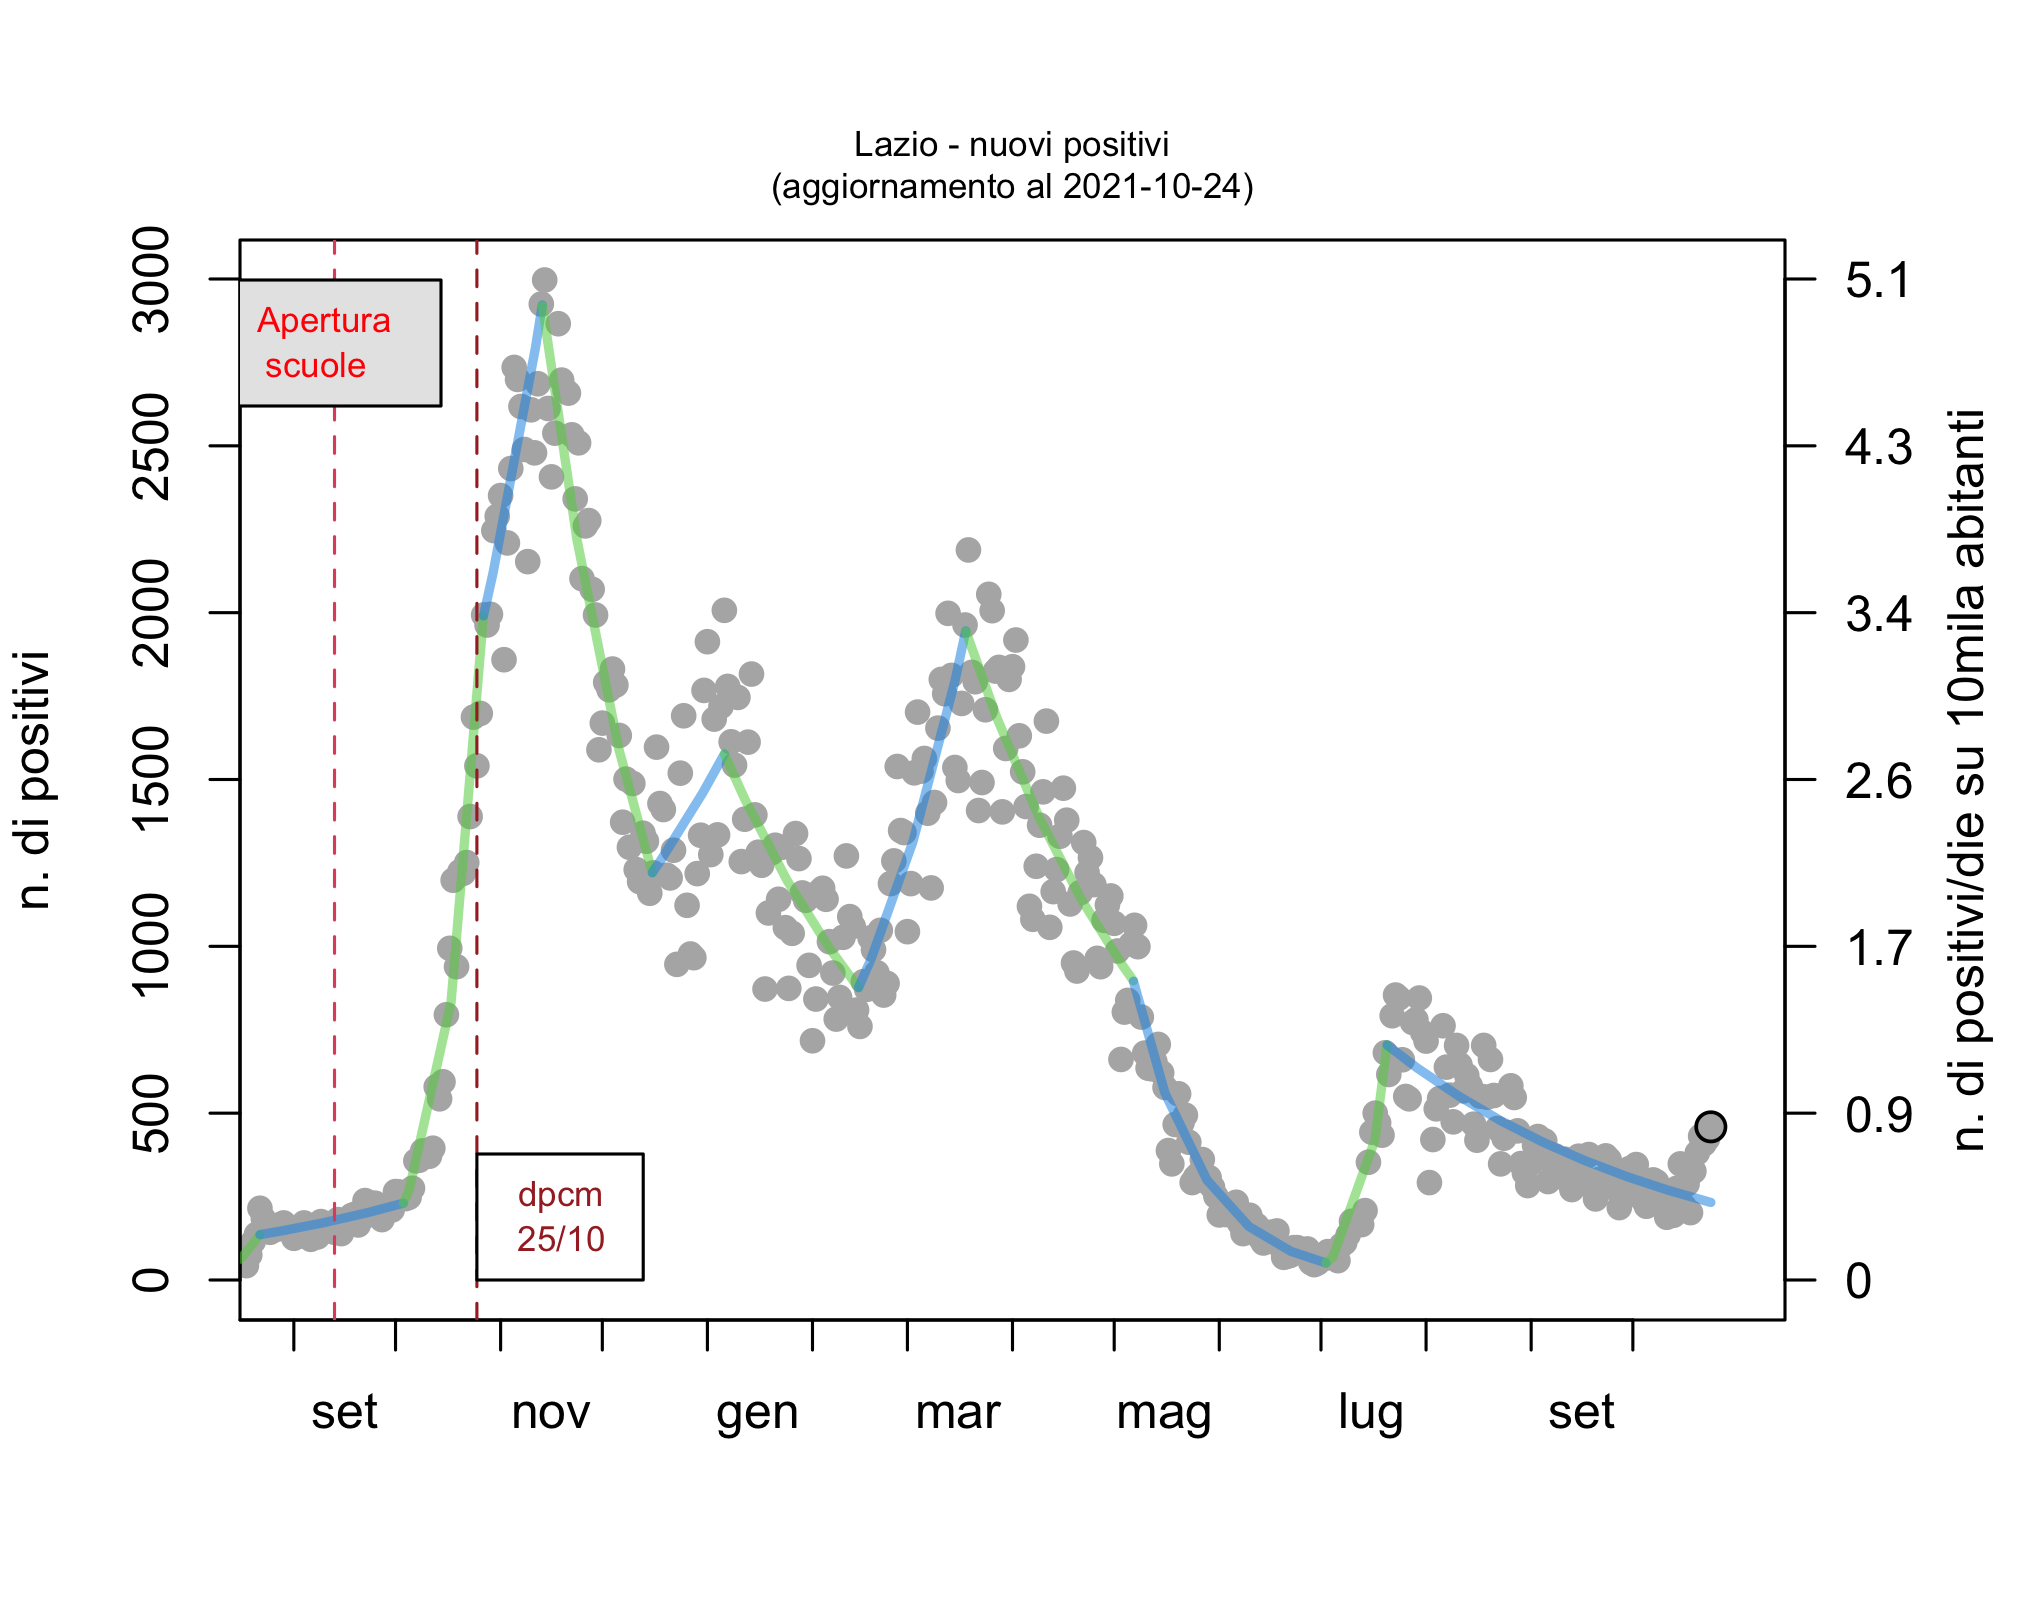 Lazio - nuovi positivi
(aggiornamento al 2021-10-24)
n. di positivi
3000
2500
2000
1500
1000
500
0
Apertura
scuole
dpcm
25/10
5.1
4.3
3.4
2.6
1.7
0.9
0
n. di positivi/die su 10mila abitanti
set nov gen mar mag lug set